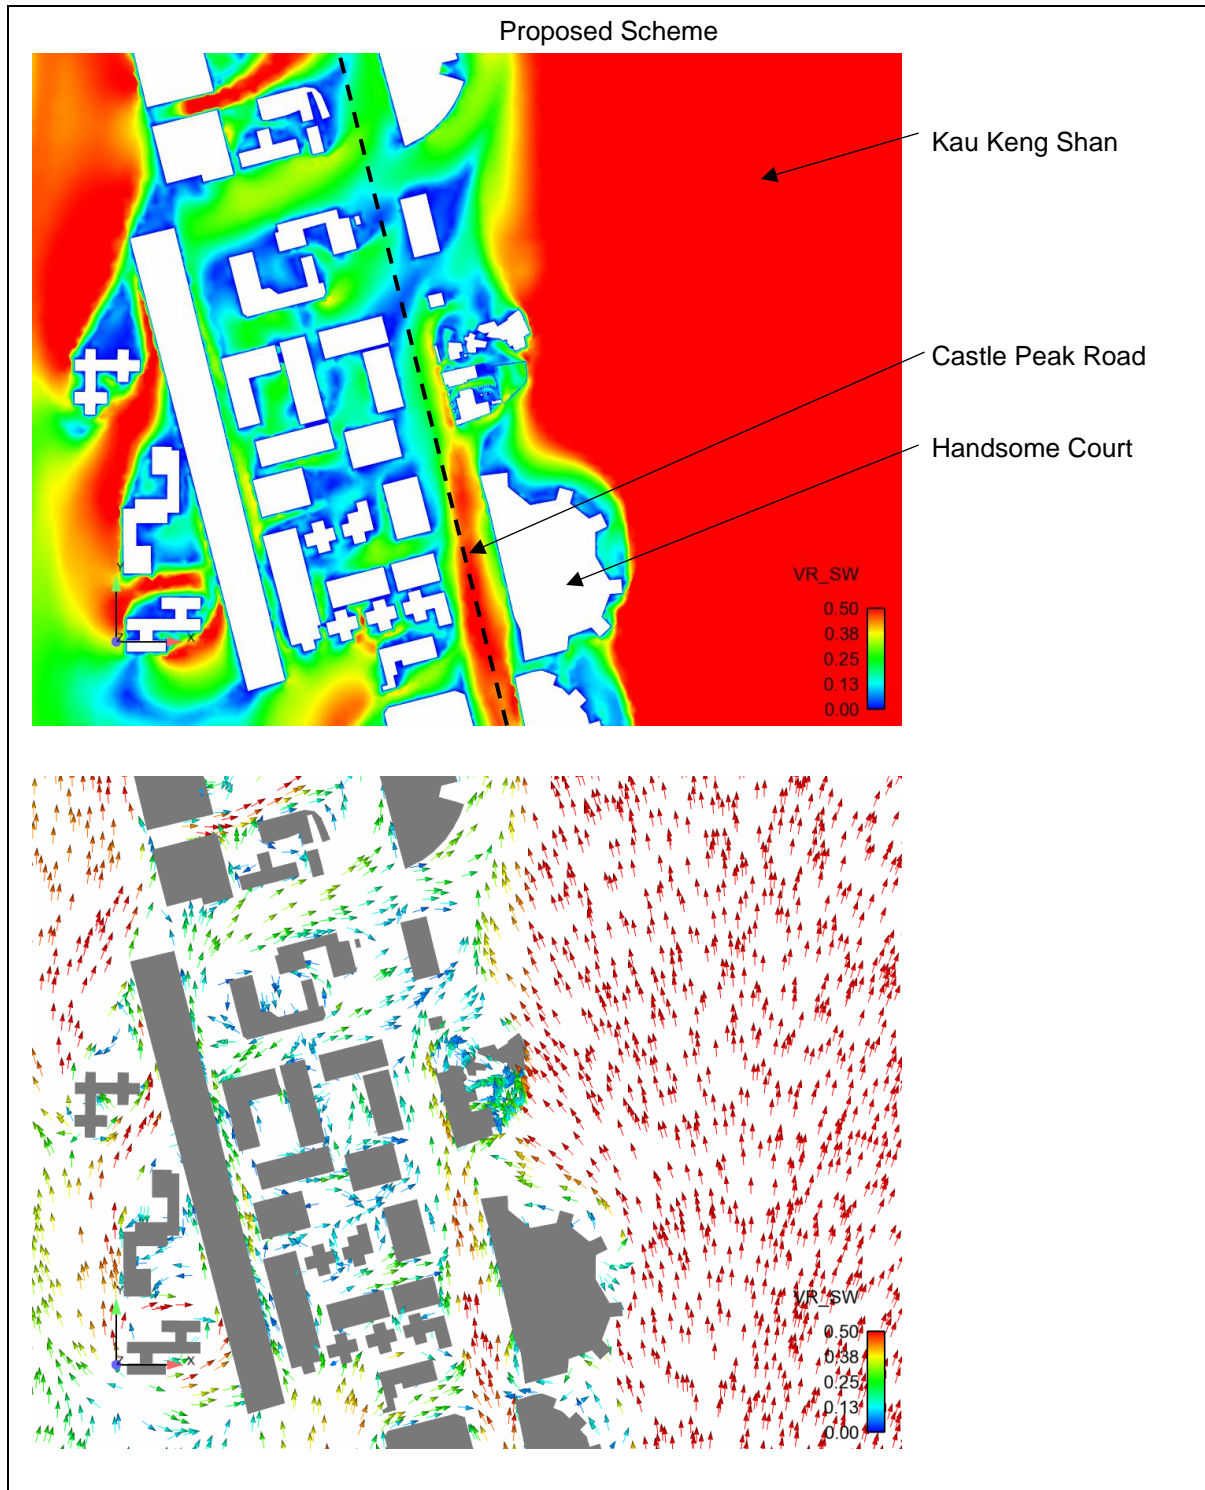 Proposed Scheme
Kau Keng Shan
Castle Peak Road
Handsome Court
VR_SW
0.50
0.38
0.25
0.13
0.00
Y
Z
X
VR_SW
0.50
0.38
0.25
0.13
0.00
Z
X